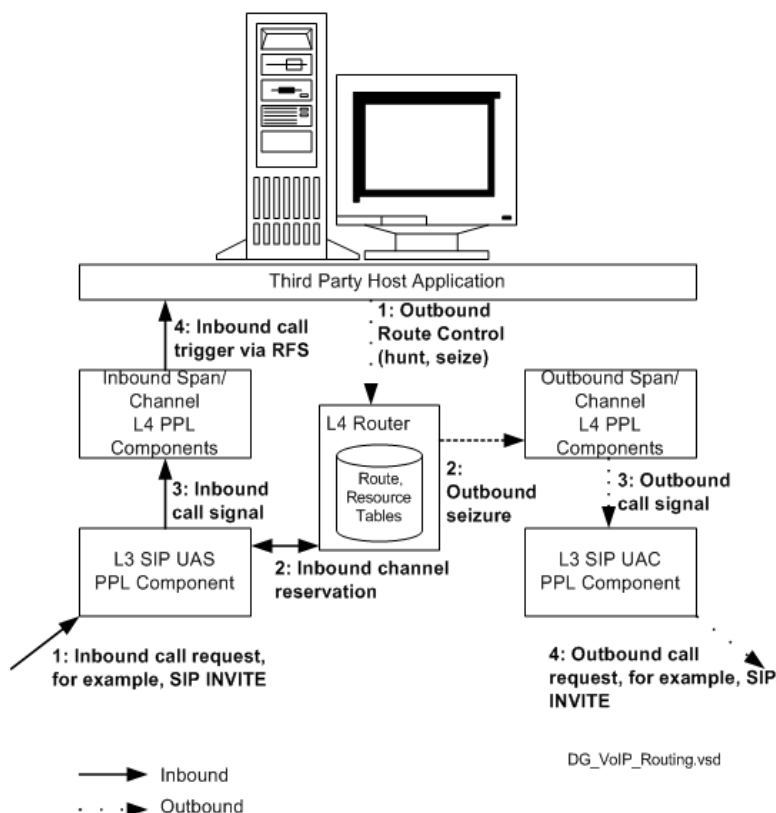 Third Party Host Application
4: Inbound call
trigger via RFS
1: Outbound
Route Control
(hunt, seize)
Inbound Span/
Channel
L4 PPL
Components
L4 Router
Route,
Resource
Tables
Outbound Span/
Channel
L4 PPL
Components
3: Inbound
call signal
2:
Outbound
seizure
3: Outbound
call signal
L3 SIP UAS
PPL Component
2: Inbound channel
reservation
L3 SIP UAC
PPL Component
1: Inbound call request,
for example, SIP INVITE
4: Outbound call
request, for example, SIP
INVITE
DG_VoIP_Routing.vsd
Inbound
Outbound